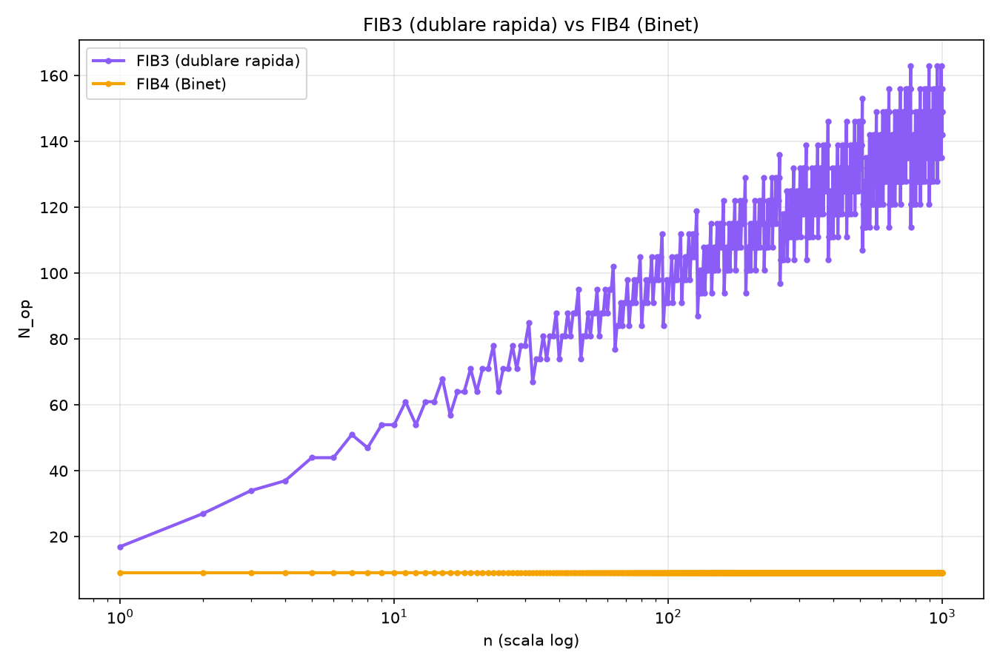 FIB3 (dublare rapida) vs FIB4 (Binet)
FIB3 (dublare rapida)
FIB4 (Binet)
160
140
120
100
80
60
40
20
N_op
10⁰ 10¹ 10² 10³
n (scala log)